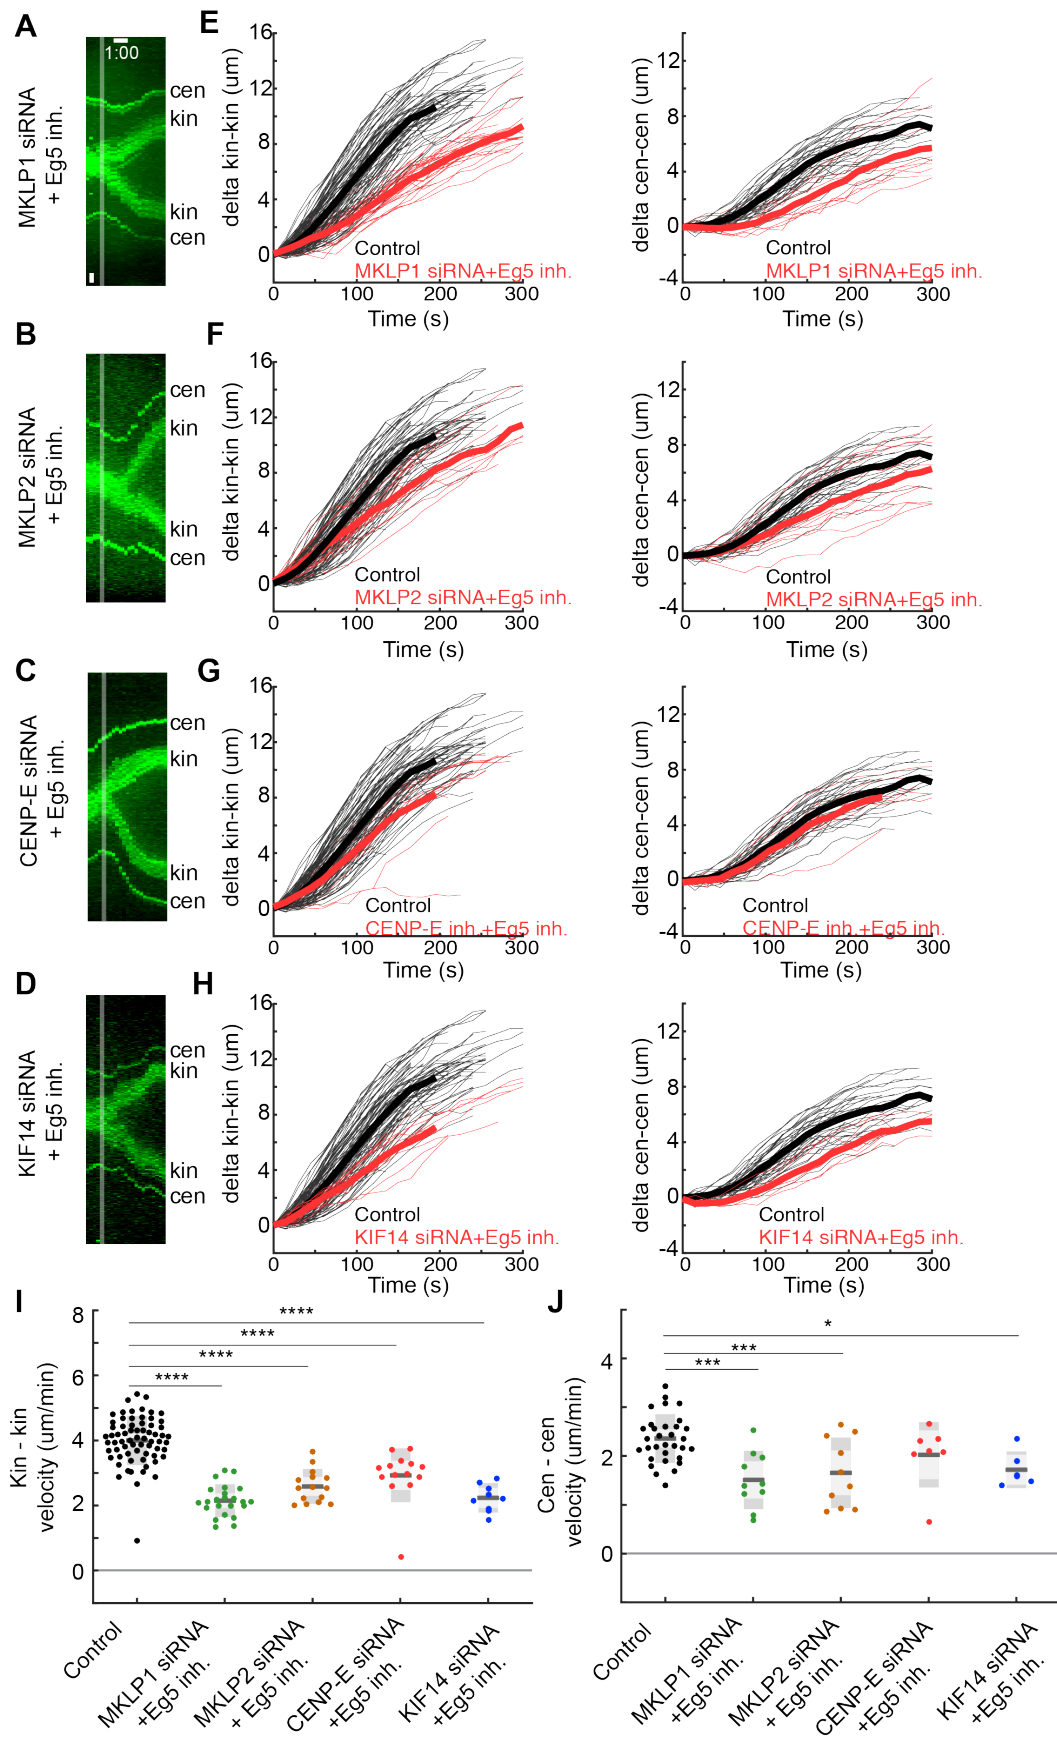 A
MKLP1 siRNA
+ Eg5 inh.
1:00
cen
kin
kin
cen
E
delta kin-kin (um)
16
12
8
4
0
Control
MKLP1 siRNA+Eg5 inh.
0
100
200
300
Time (s)
delta cen-cen (um)
12
8
4
0
-4
Control
MKLP1 siRNA+Eg5 inh.
0
100
200
300
Time (s)
B
MKLP2 siRNA
+ Eg5 inh.
cen
kin
kin
cen
F
delta kin-kin (um)
16
12
8
4
0
Control
MKLP2 siRNA+Eg5 inh.
0
100
200
300
Time (s)
delta cen-cen (um)
12
8
4
0
-4
Control
MKLP2 siRNA+Eg5 inh.
0
100
200
300
Time (s)
C
CENP-E siRNA
+ Eg5 inh.
cen
kin
kin
cen
G
delta kin-kin (um)
16
12
8
4
0
Control
CENP-E inh.+Eg5 inh.
0
100
200
300
Time (s)
delta cen-cen (um)
12
8
4
0
-4
Control
CENP-E inh.+Eg5 inh.
0
100
200
300
Time (s)
D
KIF14 siRNA
+ Eg5 inh.
cen
kin
kin
cen
H
delta kin-kin (um)
16
12
8
4
0
Control
KIF14 siRNA+Eg5 inh.
0
100
200
300
Time (s)
delta cen-cen (um)
12
8
4
0
-4
Control
KIF14 siRNA+Eg5 inh.
0
100
200
300
Time (s)
I
Kin - kin
velocity (um/min)
8
6
4
2
0
****
****
****
****
Control
MKLP1 siRNA
+Eg5 inh.
MKLP2 siRNA
+ Eg5 inh.
CENP-E siRNA
+Eg5 inh.
KIF14 siRNA
+Eg5 inh.
J
Cen - cen
velocity (um/min)
4
2
0
*
***
***
Control
MKLP1 siRNA
+Eg5 inh.
MKLP2 siRNA
+ Eg5 inh.
CENP-E siRNA
+Eg5 inh.
KIF14 siRNA
+Eg5 inh.